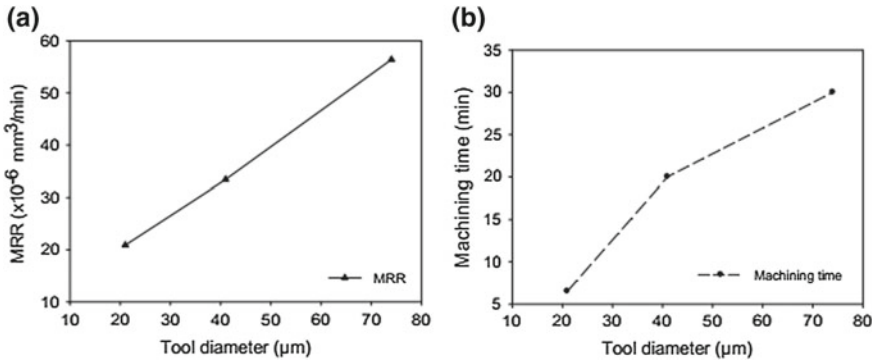 (a)
60
50
40
30
20
10
MRR (x10⁻⁶ mm³/min)
MRR
10 20 30 40 50 60 70 80
Tool diameter (µm)
(b)
35
30
25
20
15
10
5
Machining time (min)
Machining time
10 20 30 40 50 60 70 80
Tool diameter (µm)